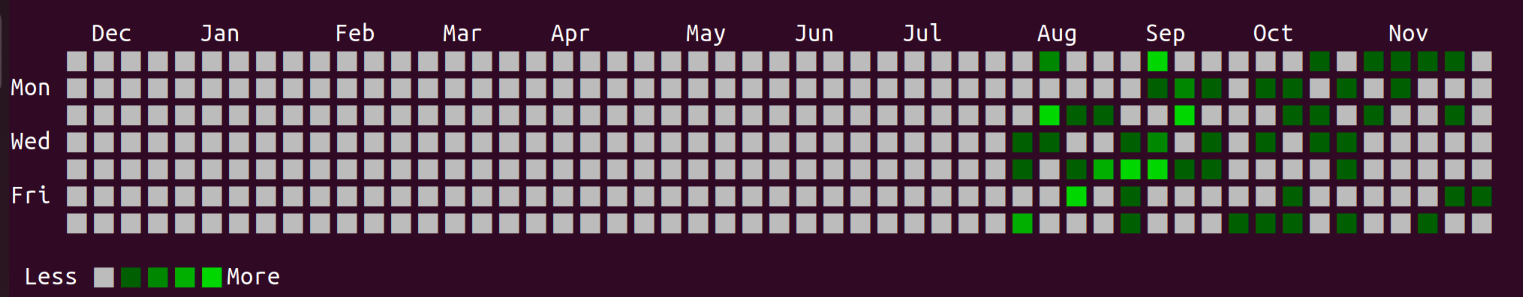 Dec Jan Feb Mar Apr May Jun Jul Aug Sep Oct Nov
Mon
Wed
Fri
Less More